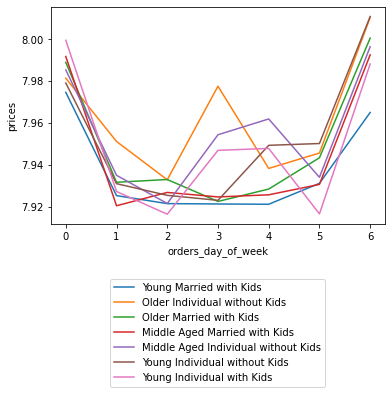 8.00
7.98
7.96
7.94
7.92
prices
0 1 2 3 4 5 6
orders_day_of_week
Young Married with Kids
Older Individual without Kids
Older Married with Kids
Middle Aged Married with Kids
Middle Aged Individual without Kids
Young Individual without Kids
Young Individual with Kids